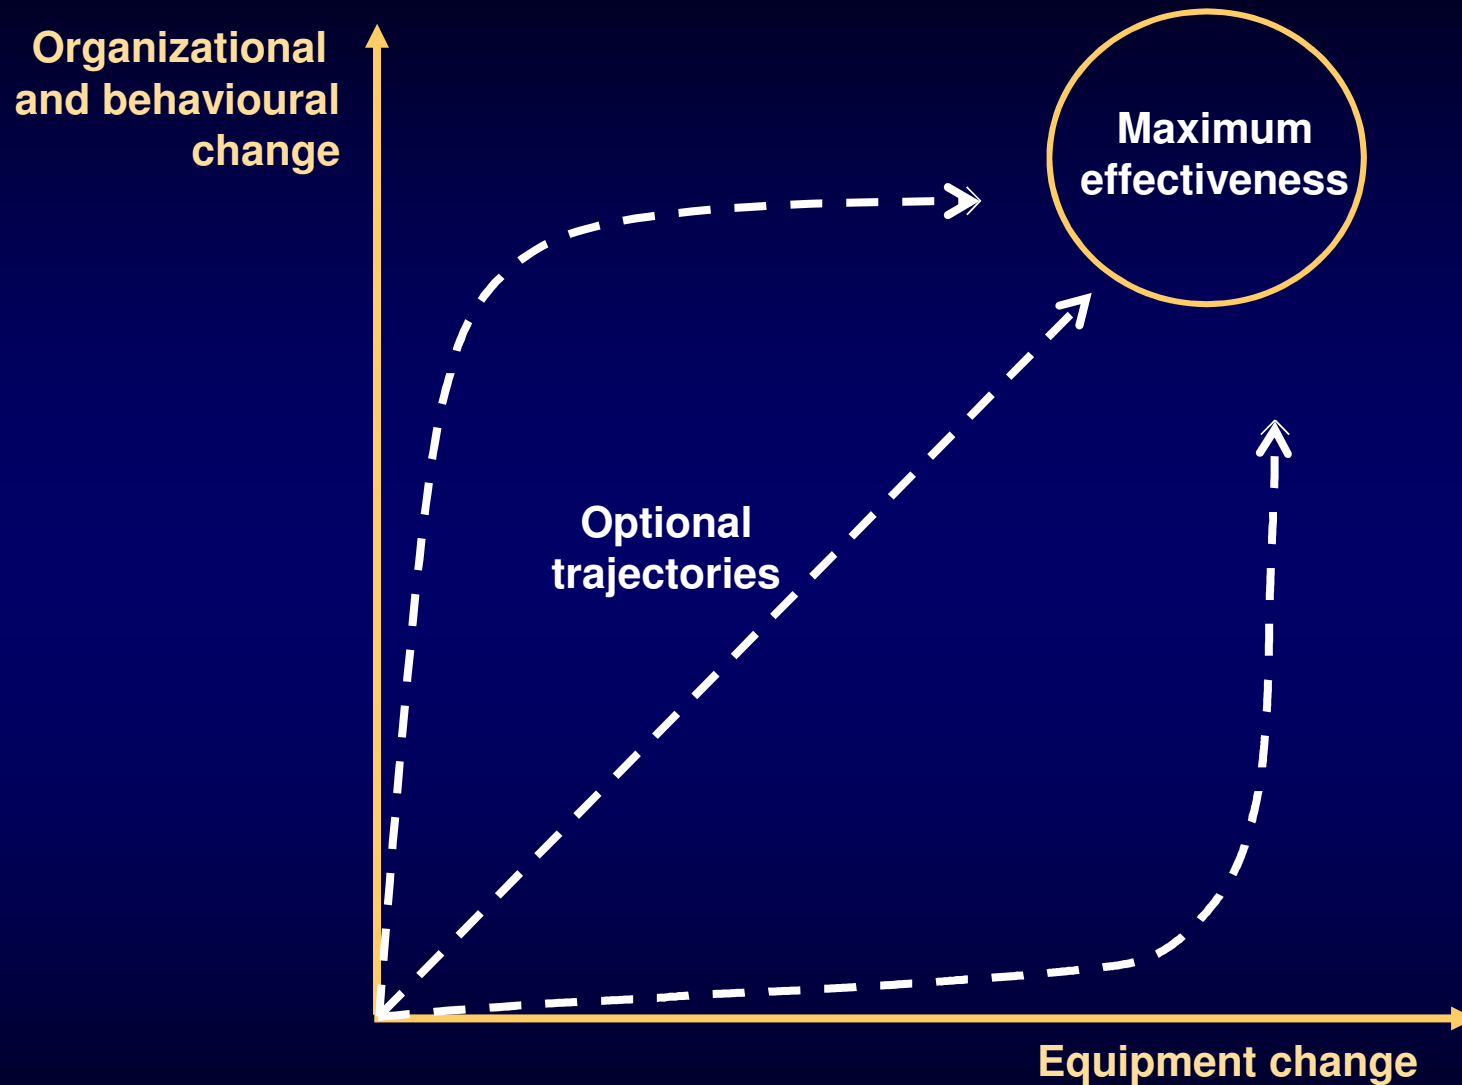 Organizational
and behavioural
change
Maximum
effectiveness
Optional
trajectories
Equipment change